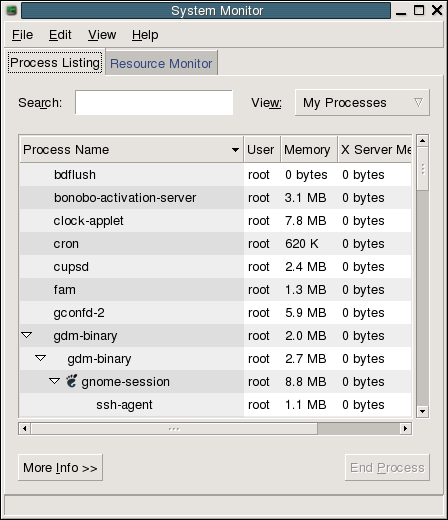 System Monitor
File Edit View Help
Process Listing Resource Monitor
Search: View: My Processes
Process Name User Memory X Server Me
bdflush root 0 bytes 0 bytes
bonobo-activation-server root 3.1 MB 0 bytes
clock-applet root 7.8 MB 0 bytes
cron root 620 K 0 bytes
cupsd root 2.4 MB 0 bytes
fam root 1.3 MB 0 bytes
gconfd-2 root 5.9 MB 0 bytes
gdm-binary root 2.0 MB 0 bytes
gdm-binary root 2.7 MB 0 bytes
gnome-session root 8.8 MB 0 bytes
ssh-agent root 1.1 MB 0 bytes
More Info >> End Process